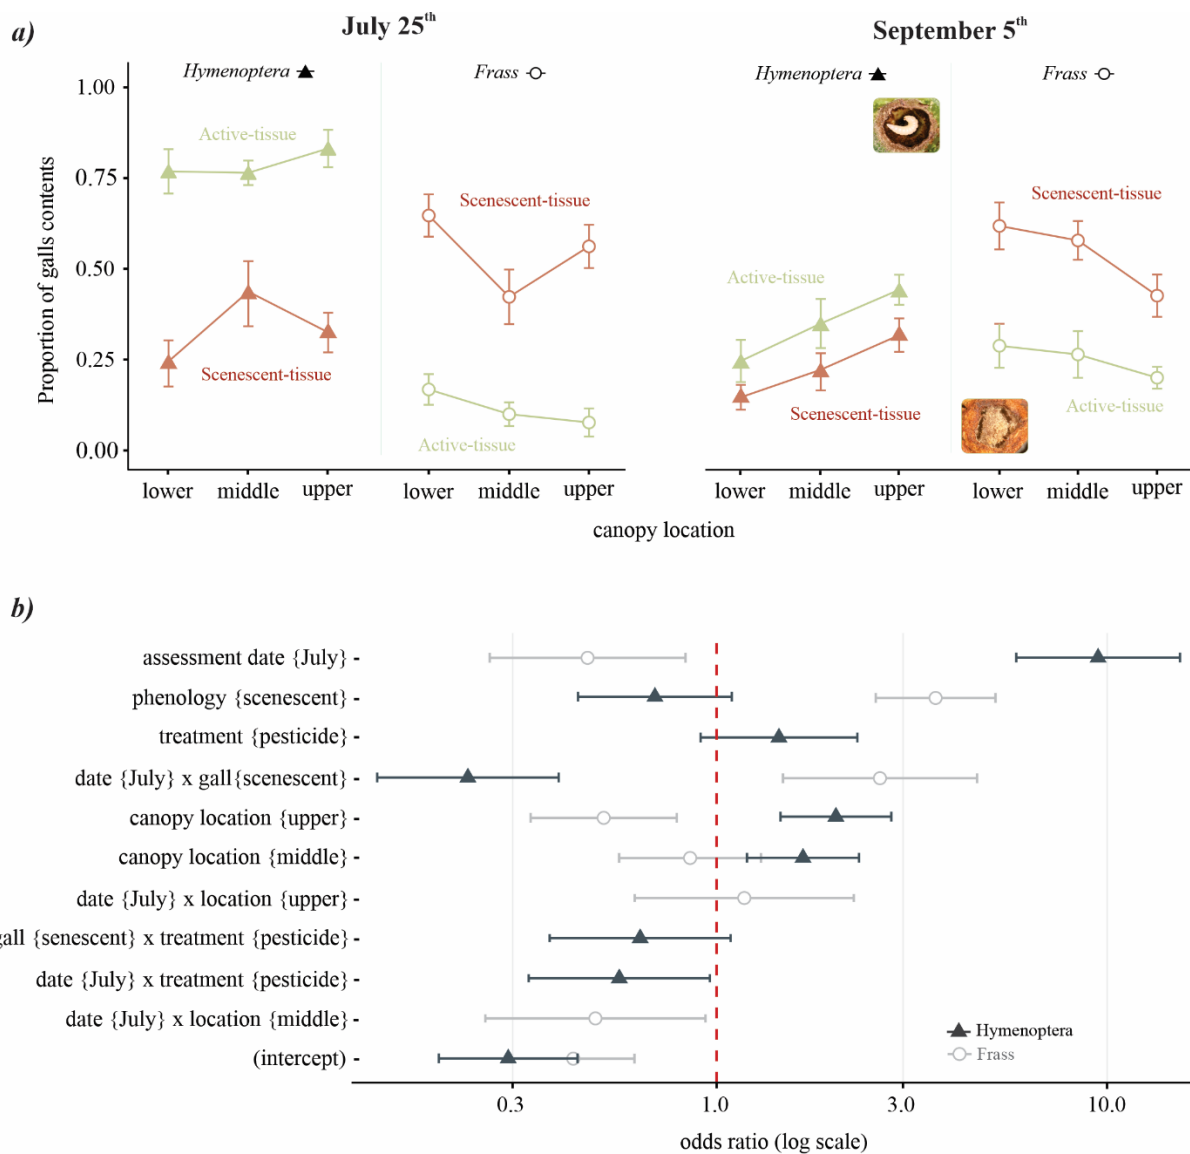 a)
July 25th
September 5th
Hymenoptera
Frass
Hymenoptera
Frass
1.00
0.75
0.50
0.25
0.00
Proportion of galls contents
Active-tissue
Scenescent-tissue
Scenescent-tissue
Active-tissue
Active-tissue
Scenescent-tissue
Scenescent-tissue
Active-tissue
lower middle upper
lower middle upper
lower middle upper
lower middle upper
canopy location
b)
assessment date {July}
phenology {scenescent}
treatment {pesticide}
date {July} x gall{scenescent}
canopy location {upper}
canopy location {middle}
date {July} x location {upper}
gall {senescent} x treatment {pesticide}
date {July} x treatment {pesticide}
date {July} x location {middle}
(intercept)
Hymenoptera
Frass
0.3 1.0 3.0 10.0
odds ratio (log scale)